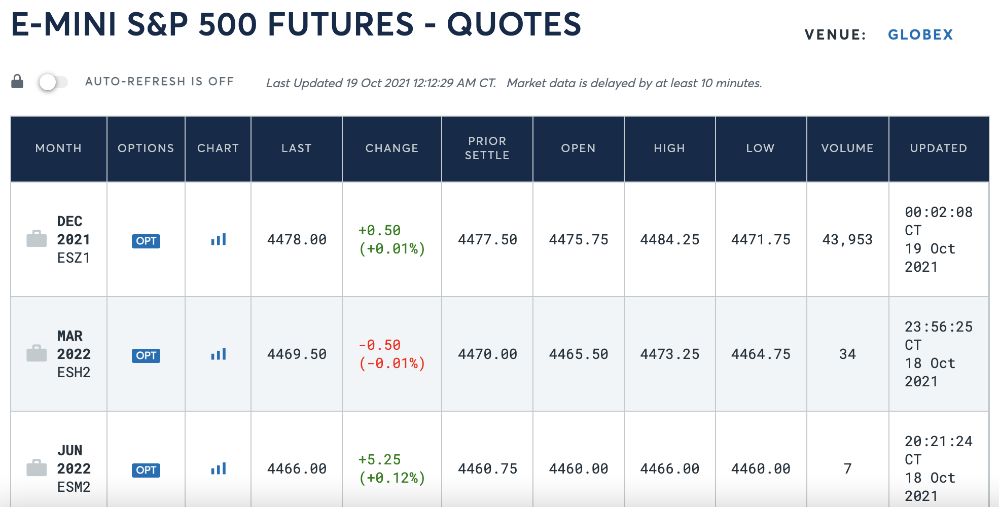 E-MINI S&P 500 FUTURES - QUOTES
VENUE: GLOBEX
AUTO-REFRESH IS OFF
Last Updated 19 Oct 2021 12:12:29 AM CT. Market data is delayed by at least 10 minutes.
MONTH OPTIONS CHART LAST CHANGE PRIOR SETTLE OPEN HIGH LOW VOLUME UPDATED
DEC 2021 ESZ1 OPT 4478.00 +0.50 (+0.01%) 4477.50 4475.75 4484.25 4471.75 43,953 00:02:08 CT 19 Oct 2021
MAR 2022 ESH2 OPT 4469.50 -0.50 (-0.01%) 4470.00 4465.50 4473.25 4464.75 34 23:56:25 CT 18 Oct 2021
JUN 2022 ESM2 OPT 4466.00 +5.25 (+0.12%) 4460.75 4460.00 4466.00 4460.00 7 20:21:24 CT 18 Oct 2021